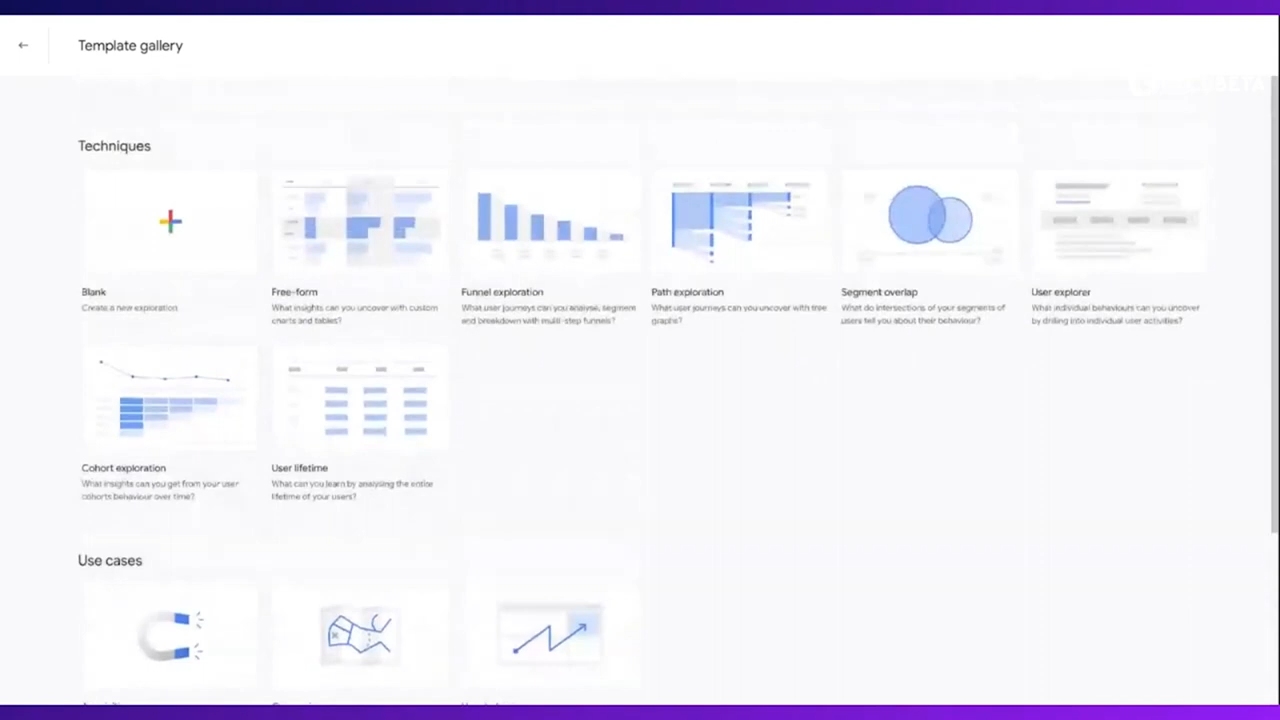 Template gallery
Techniques
Blank
Create a new exploration
Free-form
What insights can you uncover with custom
charts and tables?
Funnel exploration
What user journeys can you analyse, segment
and breakdown with multi-step funnels?
Path exploration
What user journeys can you uncover with tree
graphs?
Segment overlap
What do intersections of your segments of
users tell you about their behaviour?
User explorer
What individual behaviours can you uncover
by drilling into individual user activities?
Cohort exploration
What insights can you get from your user
cohorts behaviour over time?
User lifetime
What can you learn by analysing the entire
lifetime of your users?
Use cases